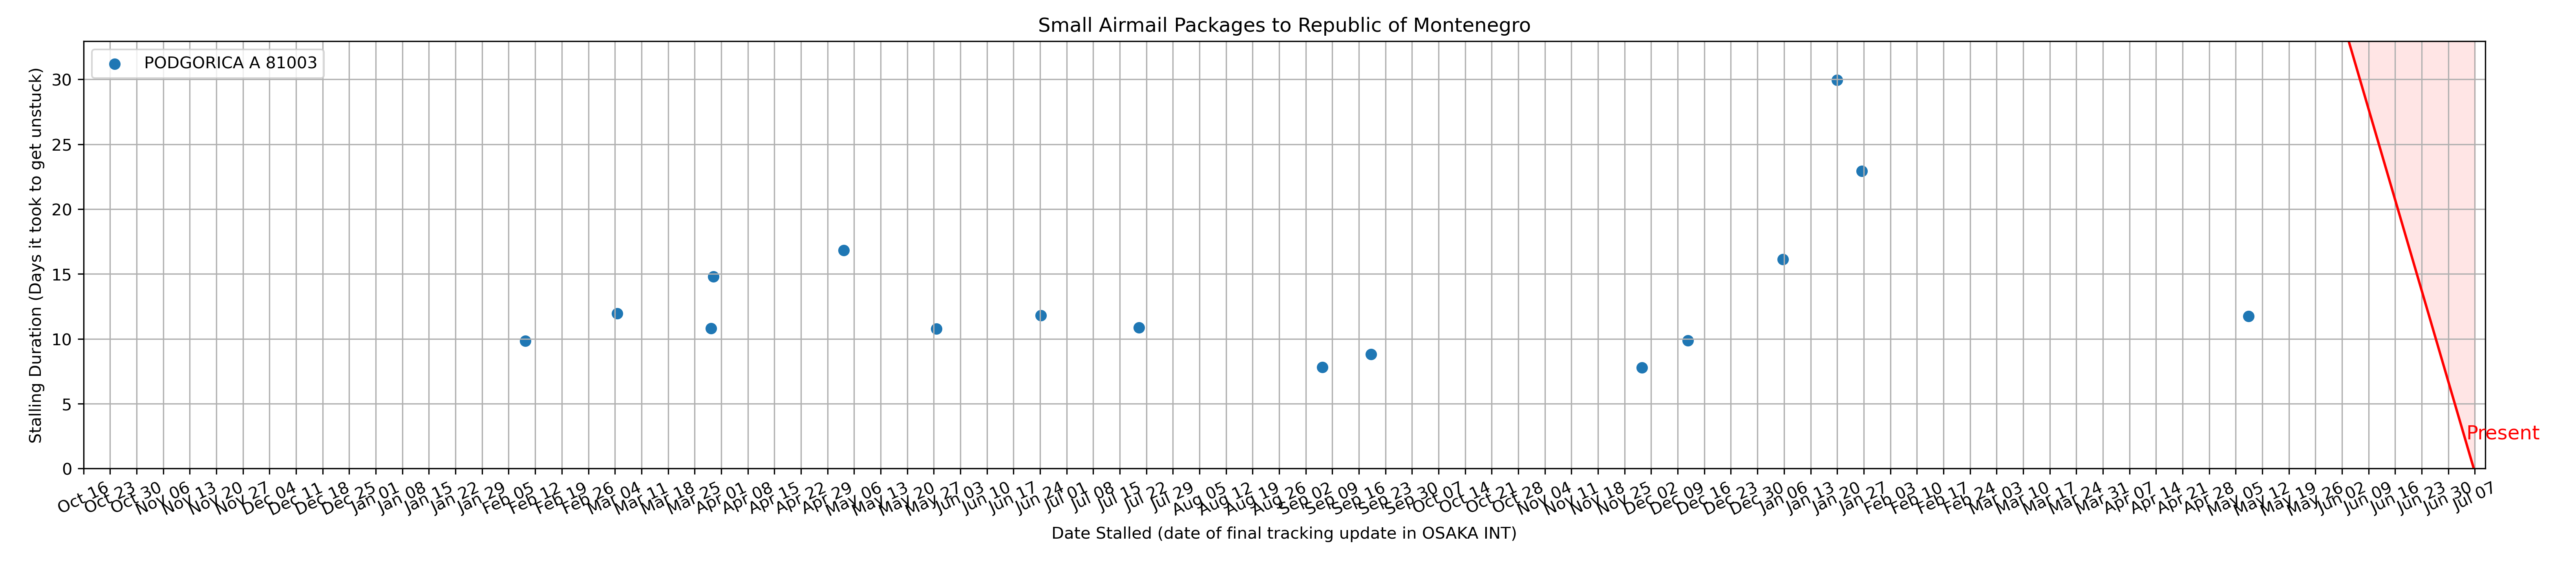 Small Airmail Packages to Republic of Montenegro
PODGORICA A 81003
Stalling Duration (Days it took to get unstuck)
30
25
20
15
10
5
0
Present
Oct 16 Oct 23 Oct 30 Nov 06 Nov 13 Nov 20 Nov 27 Dec 04 Dec 11 Dec 18 Dec 25 Jan 01 Jan 08 Jan 15 Jan 22 Jan 29 Feb 05 Feb 12 Feb 19 Feb 26 Mar 04 Mar 11 Mar 18 Mar 25 Apr 01 Apr 08 Apr 15 Apr 22 Apr 29 May 06 May 13 May 20 May 27 Jun 03 Jun 10 Jun 17 Jun 24 Jul 01 Jul 08 Jul 15 Jul 22 Jul 29 Aug 05 Aug 12 Aug 19 Aug 26 Sep 02 Sep 09 Sep 16 Sep 23 Sep 30 Oct 07 Oct 14 Oct 21 Oct 28 Nov 04 Nov 11 Nov 18 Nov 25 Dec 02 Dec 09 Dec 16 Dec 23 Dec 30 Jan 06 Jan 13 Jan 20 Jan 27 Feb 03 Feb 10 Feb 17 Feb 24 Mar 03 Mar 10 Mar 17 Mar 24 Mar 31 Apr 07 Apr 14 Apr 21 Apr 28 May 05 May 12 May 19 May 26 Jun 02 Jun 09 Jun 16 Jun 23 Jun 30 Jul 07
Date Stalled (date of final tracking update in OSAKA INT)